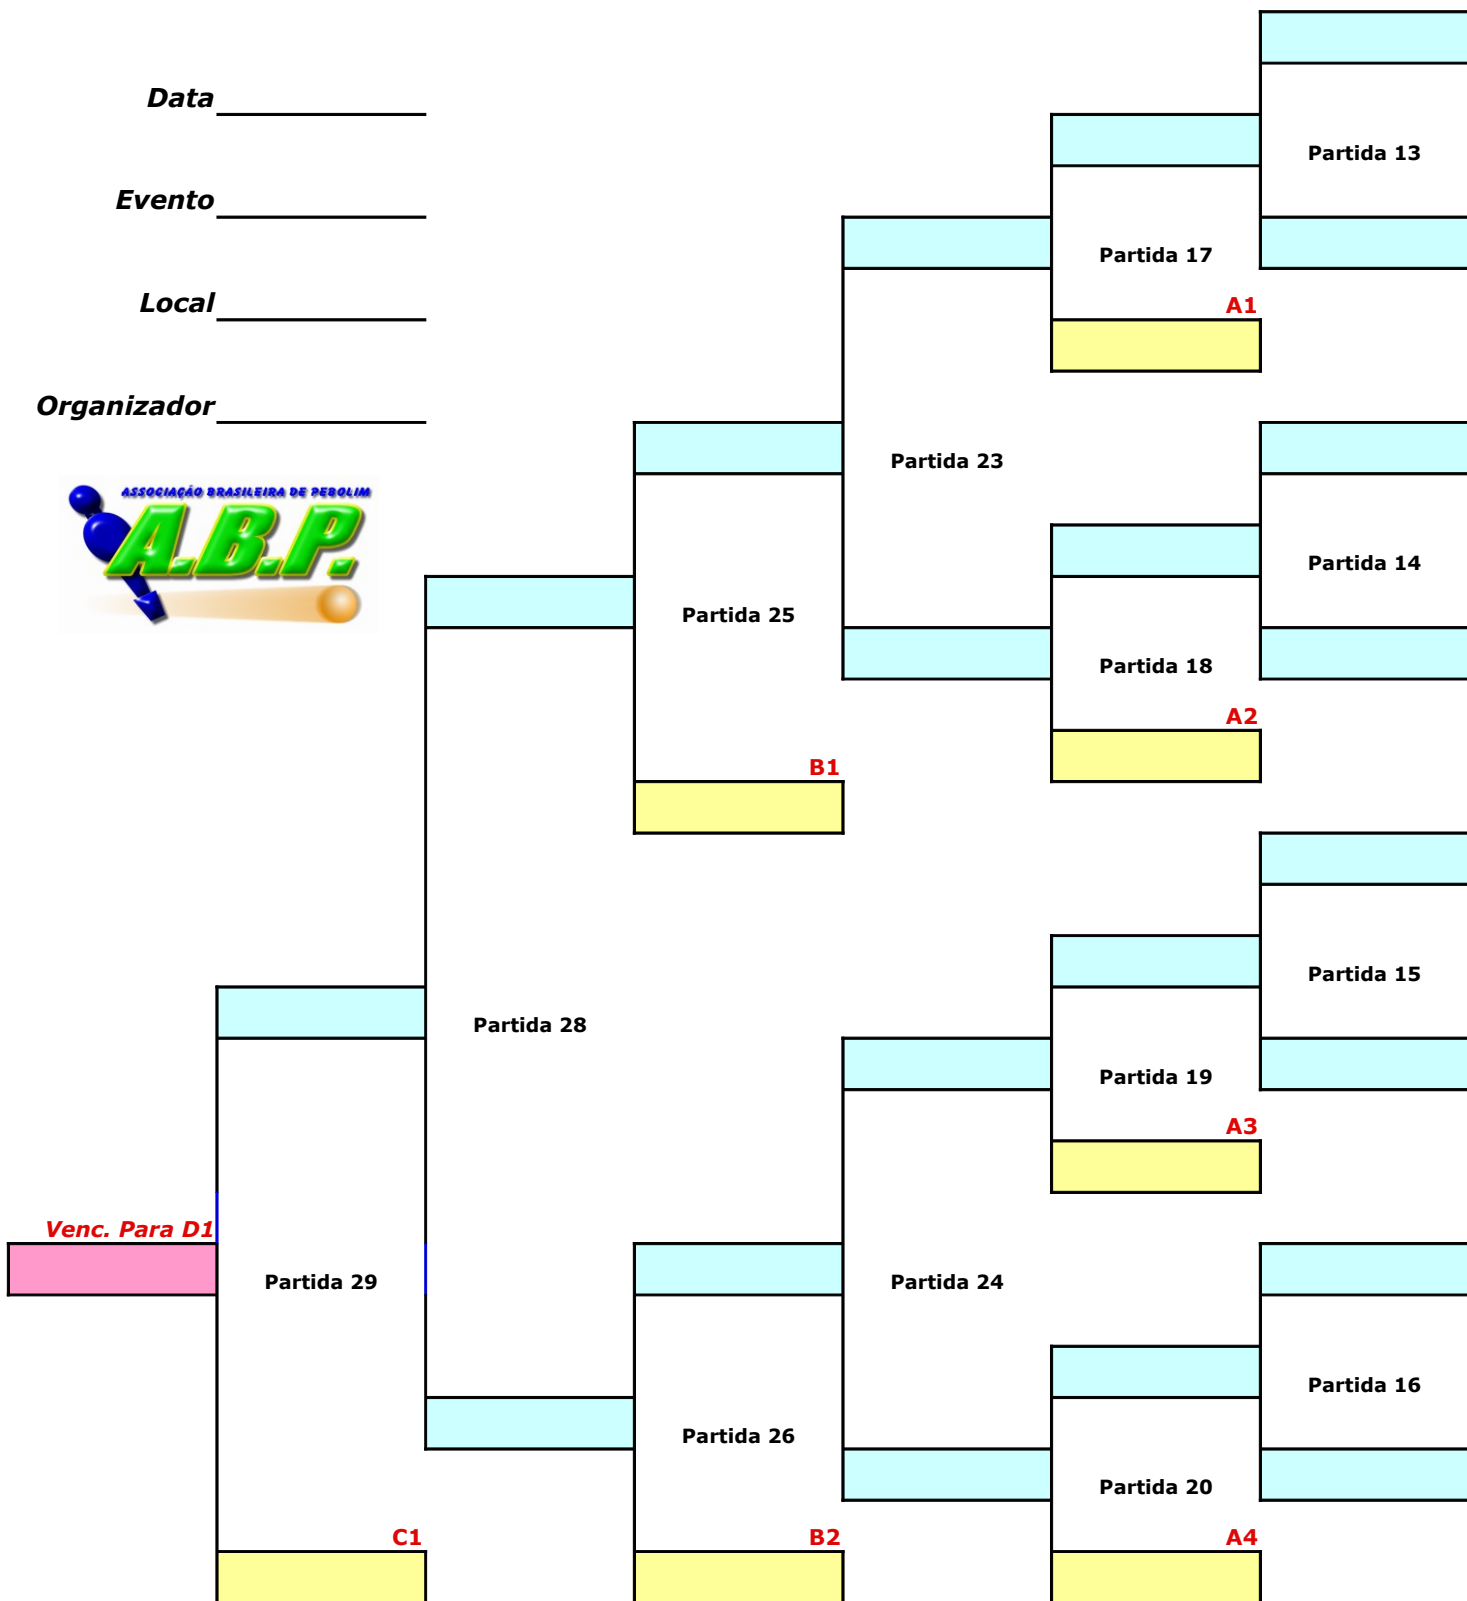 Data
Partida 13
Evento
Partida 17
Local
A1
Organizador
Partida 23
ASSOCIAÇÃO BRASILEIRA DE PEBOLIM
A.B.P.
Partida 14
Partida 25
Partida 18
A2
B1
Partida 15
Partida 28
Partida 19
A3
Venc. Para D1
Partida 29
Partida 24
Partida 16
Partida 26
Partida 20
C1
B2
A4